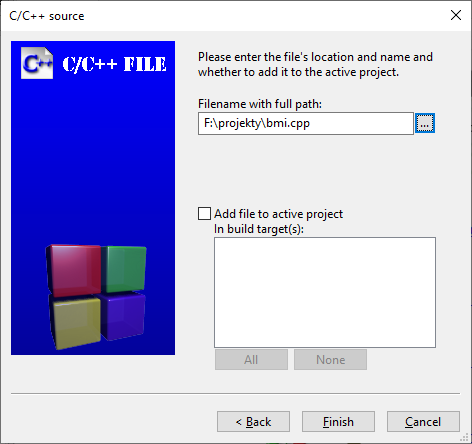 C/C++ source
C++
C/C++ FILE
Please enter the file's location and name and
whether to add it to the active project.
Filename with full path:
F:\projekty\bmi.cpp
...
Add file to active project
In build target(s):
All
None
< Back
Finish
Cancel